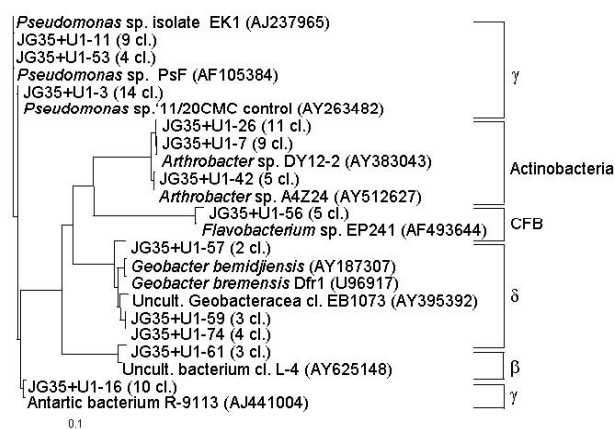 Pseudomonas sp. isolate EK1 (AJ237965)
JG35+U1-11 (9 cl.)
JG35+U1-53 (4 cl.)
Pseudomonas sp. PsF (AF105384)
JG35+U1-3 (14 cl.)
Pseudomonas sp.'11/20CMC control (AY263482)
γ
JG35+U1-26 (11 cl.)
JG35+U1-7 (9 cl.)
Arthrobacter sp. DY12-2 (AY383043)
JG35+U1-42 (5 cl.)
Arthrobacter sp. A4Z24 (AY512627)
Actinobacteria
JG35+U1-56 (5 cl.)
Flavobacterium sp. EP241 (AF493644)
CFB
JG35+U1-57 (2 cl.)
Geobacter bemidjiensis (AY187307)
Geobacter bremensis Dfr1 (U96917)
Uncult. Geobacteracea cl. EB1073 (AY395392)
JG35+U1-59 (3 cl.)
JG35+U1-74 (4 cl.)
δ
JG35+U1-61 (3 cl.)
Uncult. bacterium cl. L-4 (AY625148)
β
JG35+U1-16 (10 cl.)
Antartic bacterium R-9113 (AJ441004)
γ
0.1